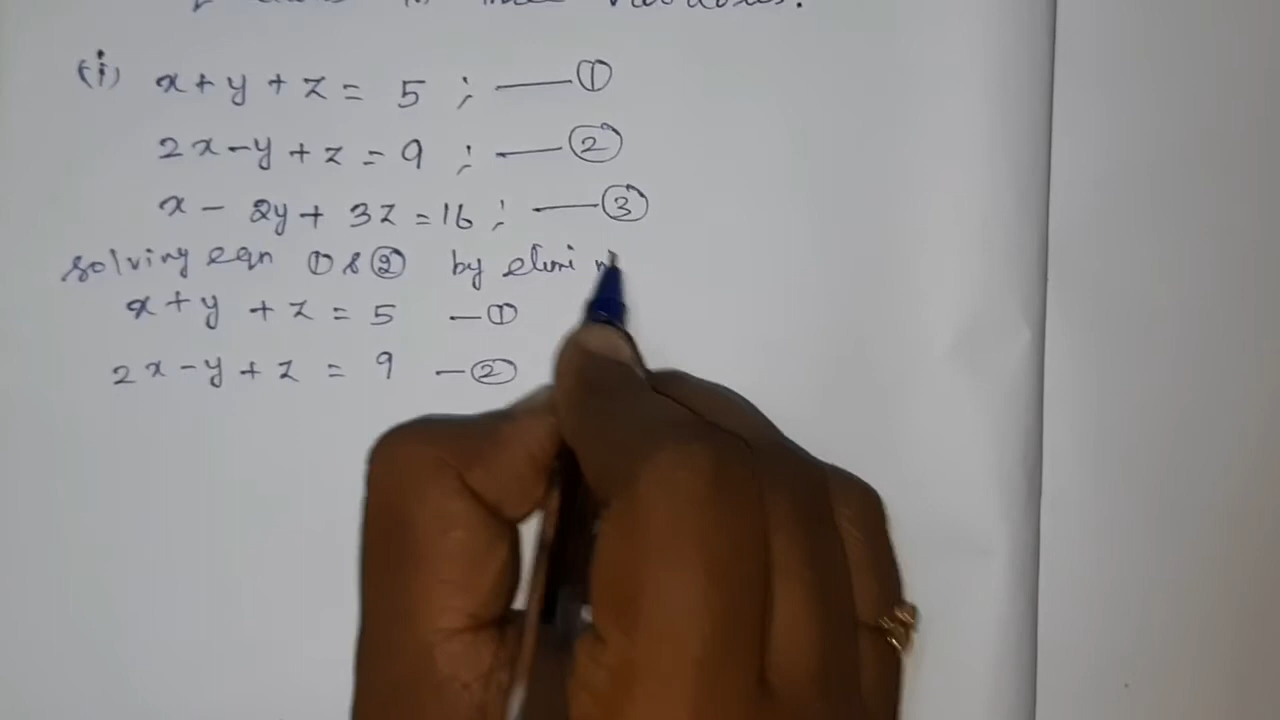 (i) x + y + z = 5 ; — ①
2x - y + z = 9 ; — ②
x - 2y + 3z = 16 ; — ③
solving eqn ① & ② by elimin
x + y + z = 5 — ①
2x - y + z = 9 — ②